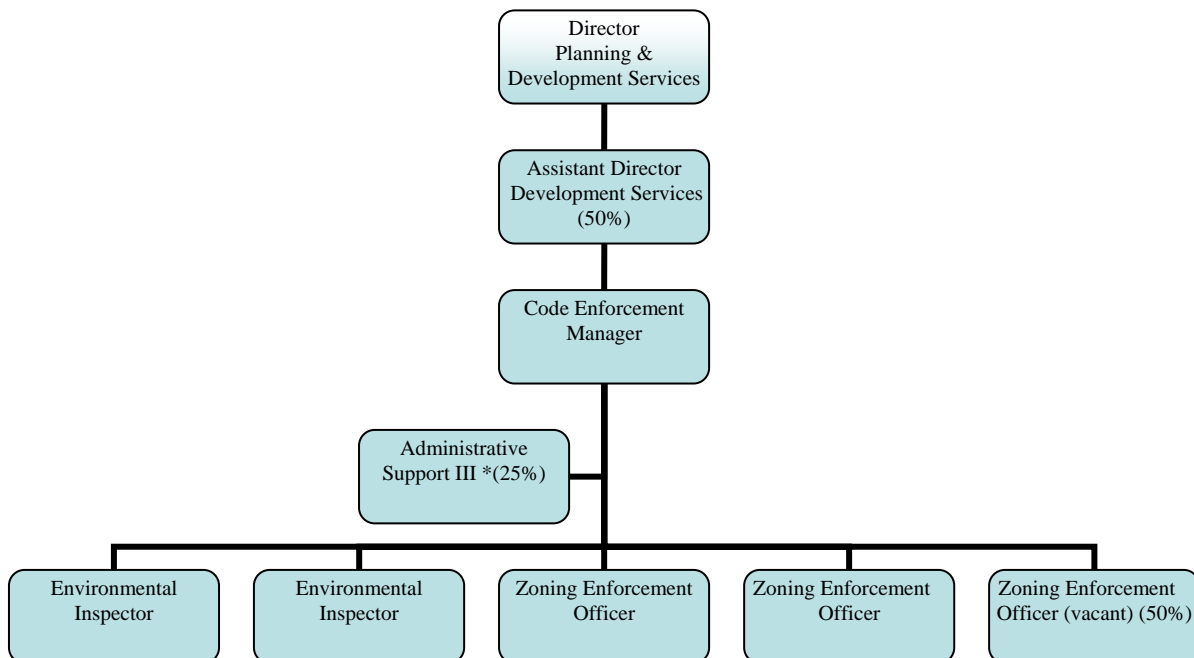 Director
Planning &
Development Services
Assistant Director
Development Services
(50%)
Code Enforcement
Manager
Administrative
Support III *(25%)
Environmental
Inspector
Environmental
Inspector
Zoning Enforcement
Officer
Zoning Enforcement
Officer
Zoning Enforcement
Officer (vacant) (50%)